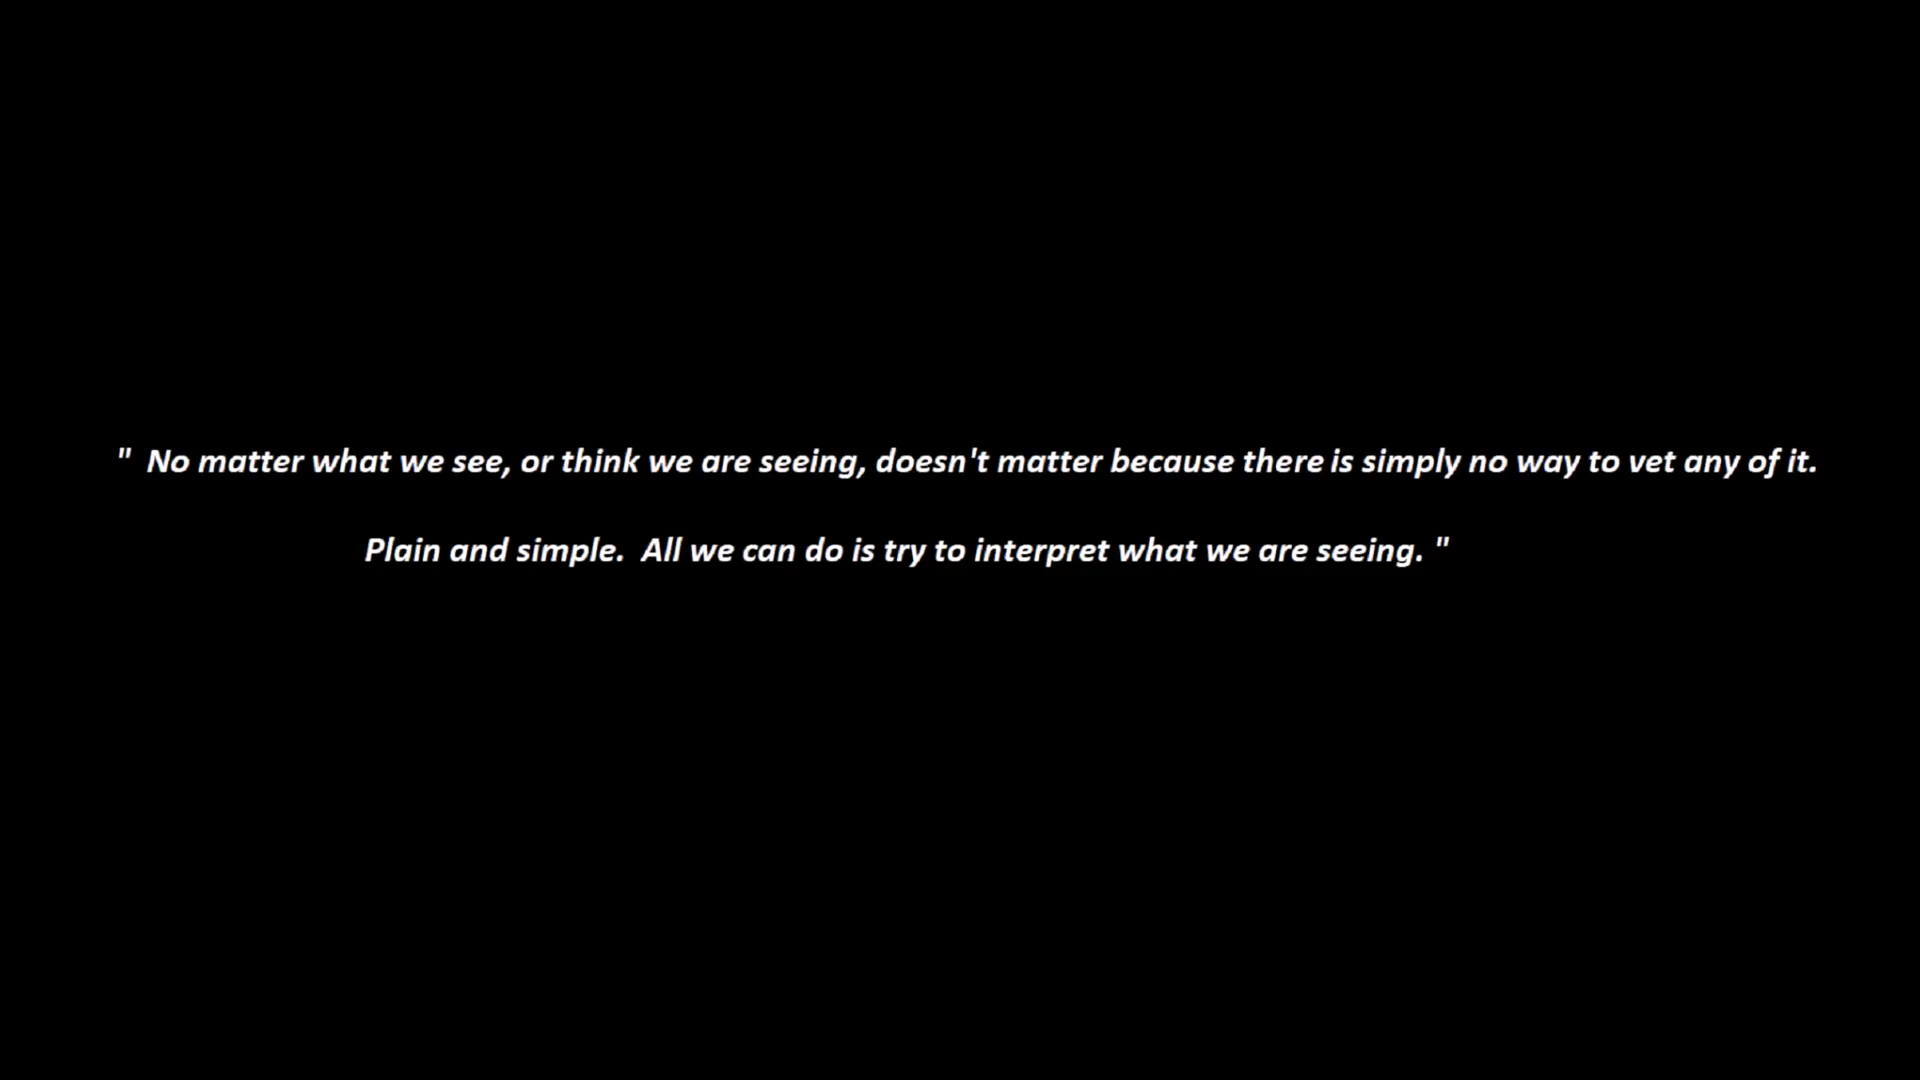 " No matter what we see, or think we are seeing, doesn't matter because there is simply no way to vet any of it.
Plain and simple. All we can do is try to interpret what we are seeing. "